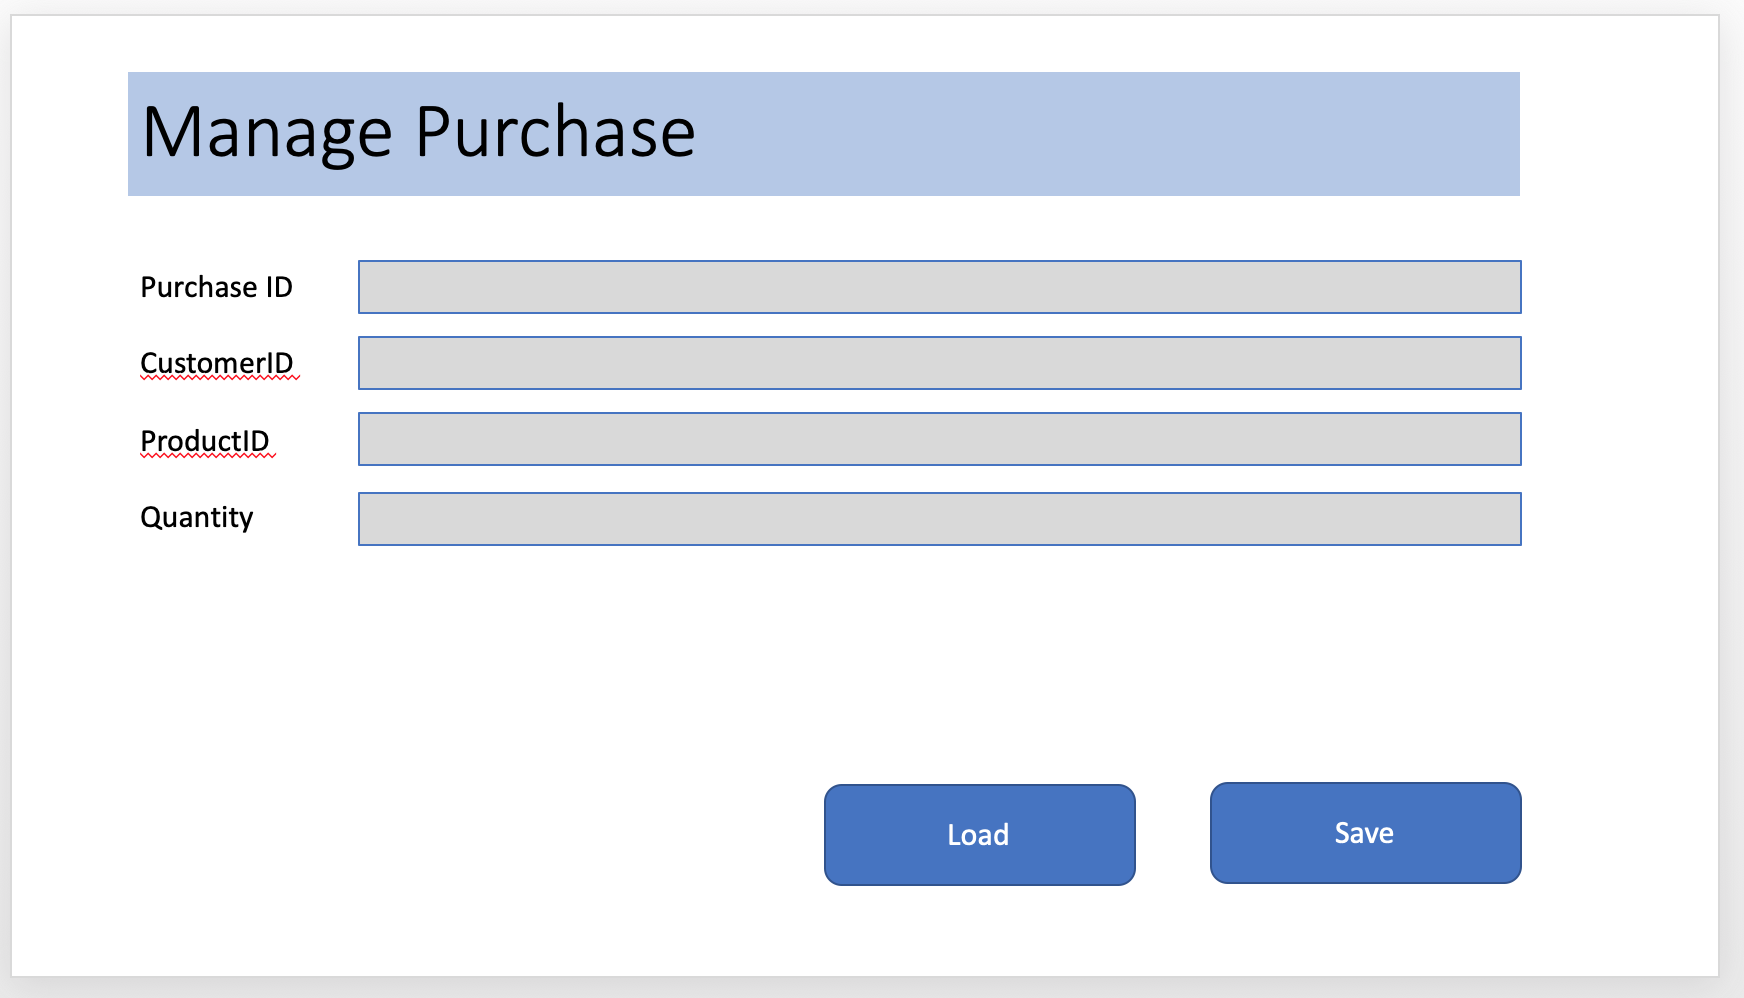 Manage Purchase
Purchase ID
CustomerID
ProductID
Quantity
Load
Save